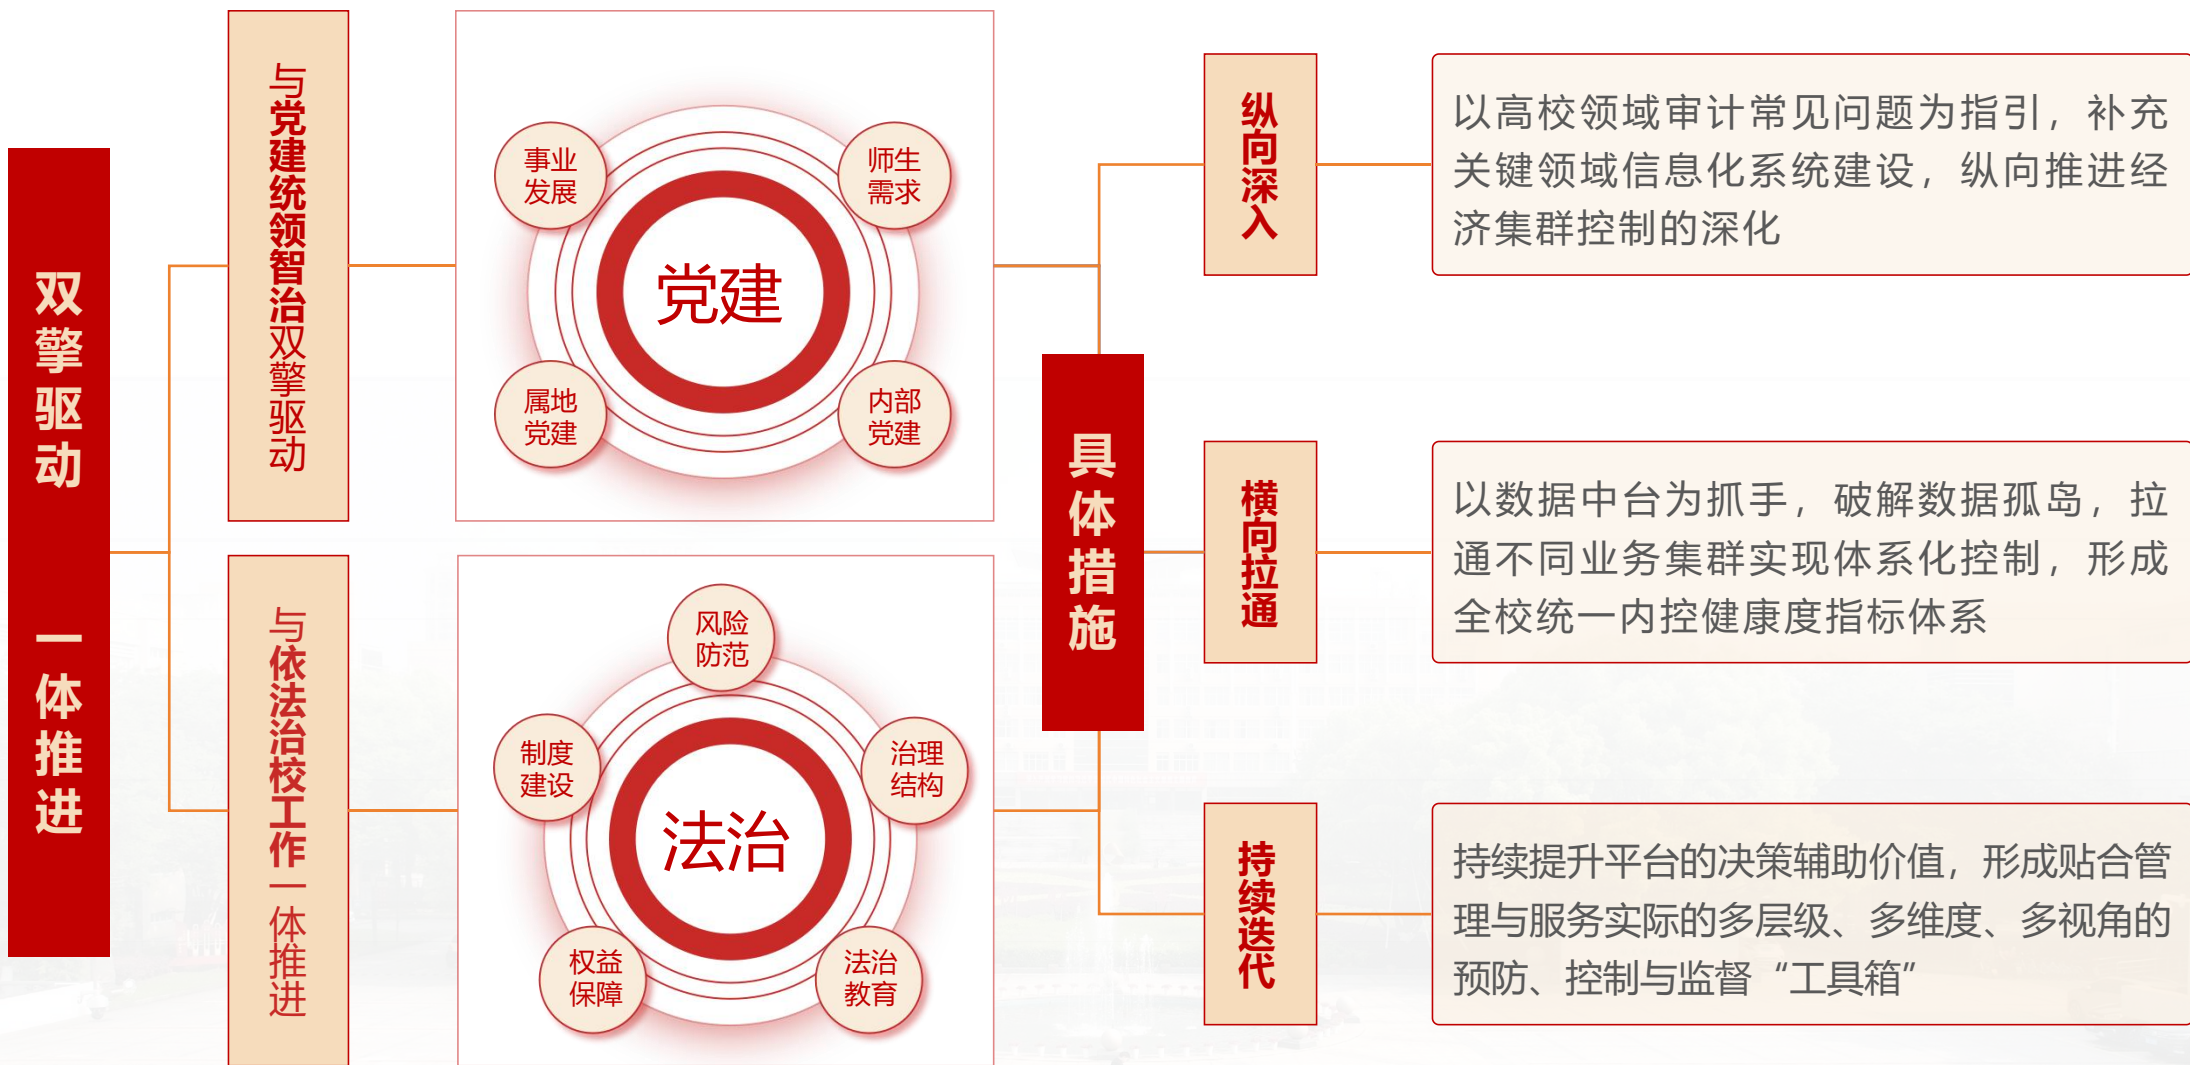 双擎驱动 一体推进
与党建统领智治双擎驱动
事业
发展
师生
需求
党建
属地
党建
内部
党建
与依法治校工作一体推进
风险
防范
制度
建设
治理
结构
法治
权益
保障
法治
教育
具体措施
纵向深入
以高校领域审计常见问题为指引，补充
关键领域信息化系统建设，纵向推进经
济集群控制的深化
横向拉通
以数据中台为抓手，破解数据孤岛，拉
通不同业务集群实现体系化控制，形成
全校统一内控健康度指标体系
持续迭代
持续提升平台的决策辅助价值，形成贴合管
理与服务实际的多层级、多维度、多视角的
预防、控制与监督“工具箱”